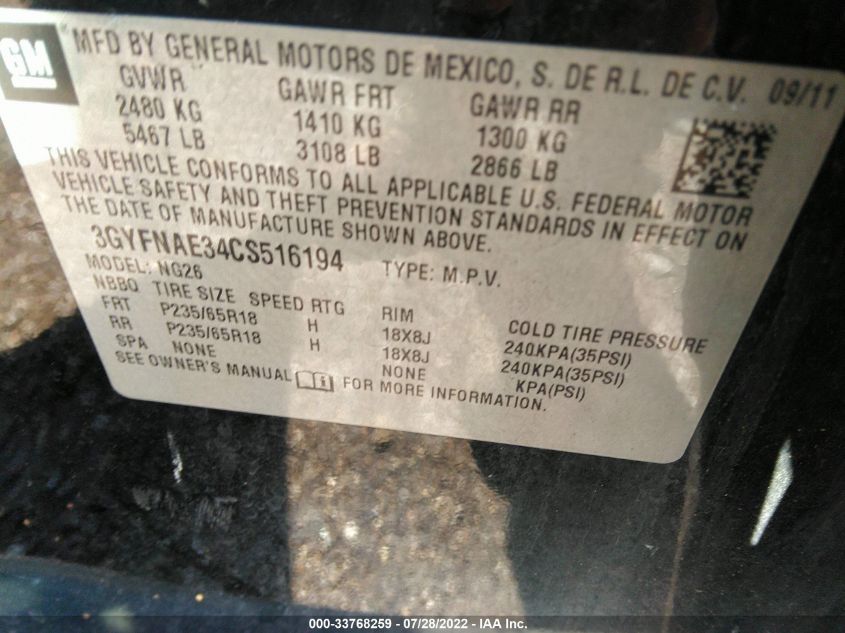 GM
MFD BY GENERAL MOTORS DE MEXICO, S. DE R.L. DE C.V. 09/11
GVWR GAWR FRT GAWR RR
2480 KG 1410 KG 1300 KG
5467 LB 3108 LB 2866 LB
THIS VEHICLE CONFORMS TO ALL APPLICABLE U.S. FEDERAL MOTOR
VEHICLE SAFETY AND THEFT PREVENTION STANDARDS IN EFFECT ON
THE DATE OF MANUFACTURE SHOWN ABOVE.
3GYFNAE34CS516194 TYPE: M.P.V.
MODEL: NG26
NBBQ TIRE SIZE SPEED RTG RIM COLD TIRE PRESSURE
FRT P235/65R18 H 18X8J 240KPA(35PSI)
RR P235/65R18 H 18X8J 240KPA(35PSI)
SPA NONE NONE KPA(PSI)
SEE OWNER'S MANUAL FOR MORE INFORMATION.
000-33768259 / 07/28/2022 - IAA Inc.